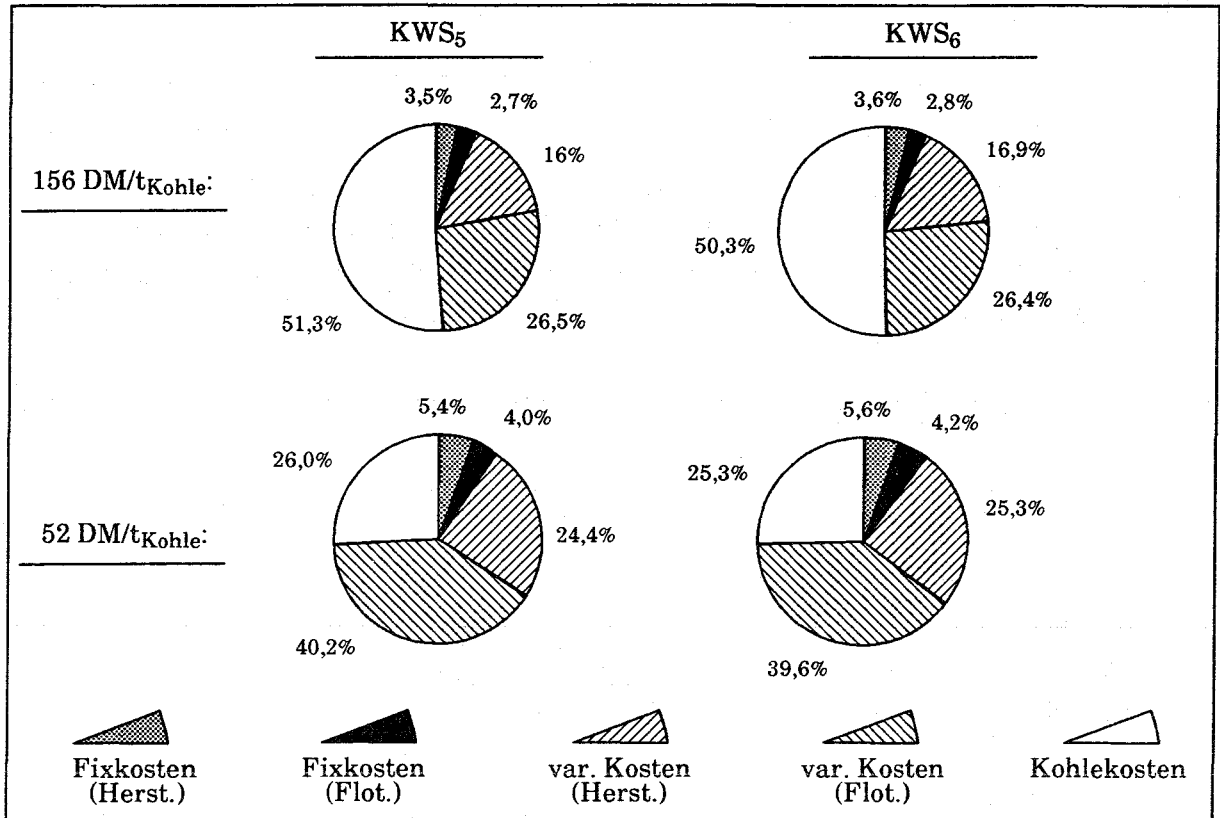 KWS5 KWS6
3,5% 2,7% 3,6% 2,8%
16% 16,9%
156 DM/tKohle:
50,3%
51,3% 26,5% 26,4%
5,4% 4,0% 5,6% 4,2%
26,0% 25,3%
24,4% 25,3%
52 DM/tKohle:
40,2% 39,6%
Fixkosten Fixkosten var. Kosten var. Kosten Kohlekosten
(Herst.) (Flot.) (Herst.) (Flot.)